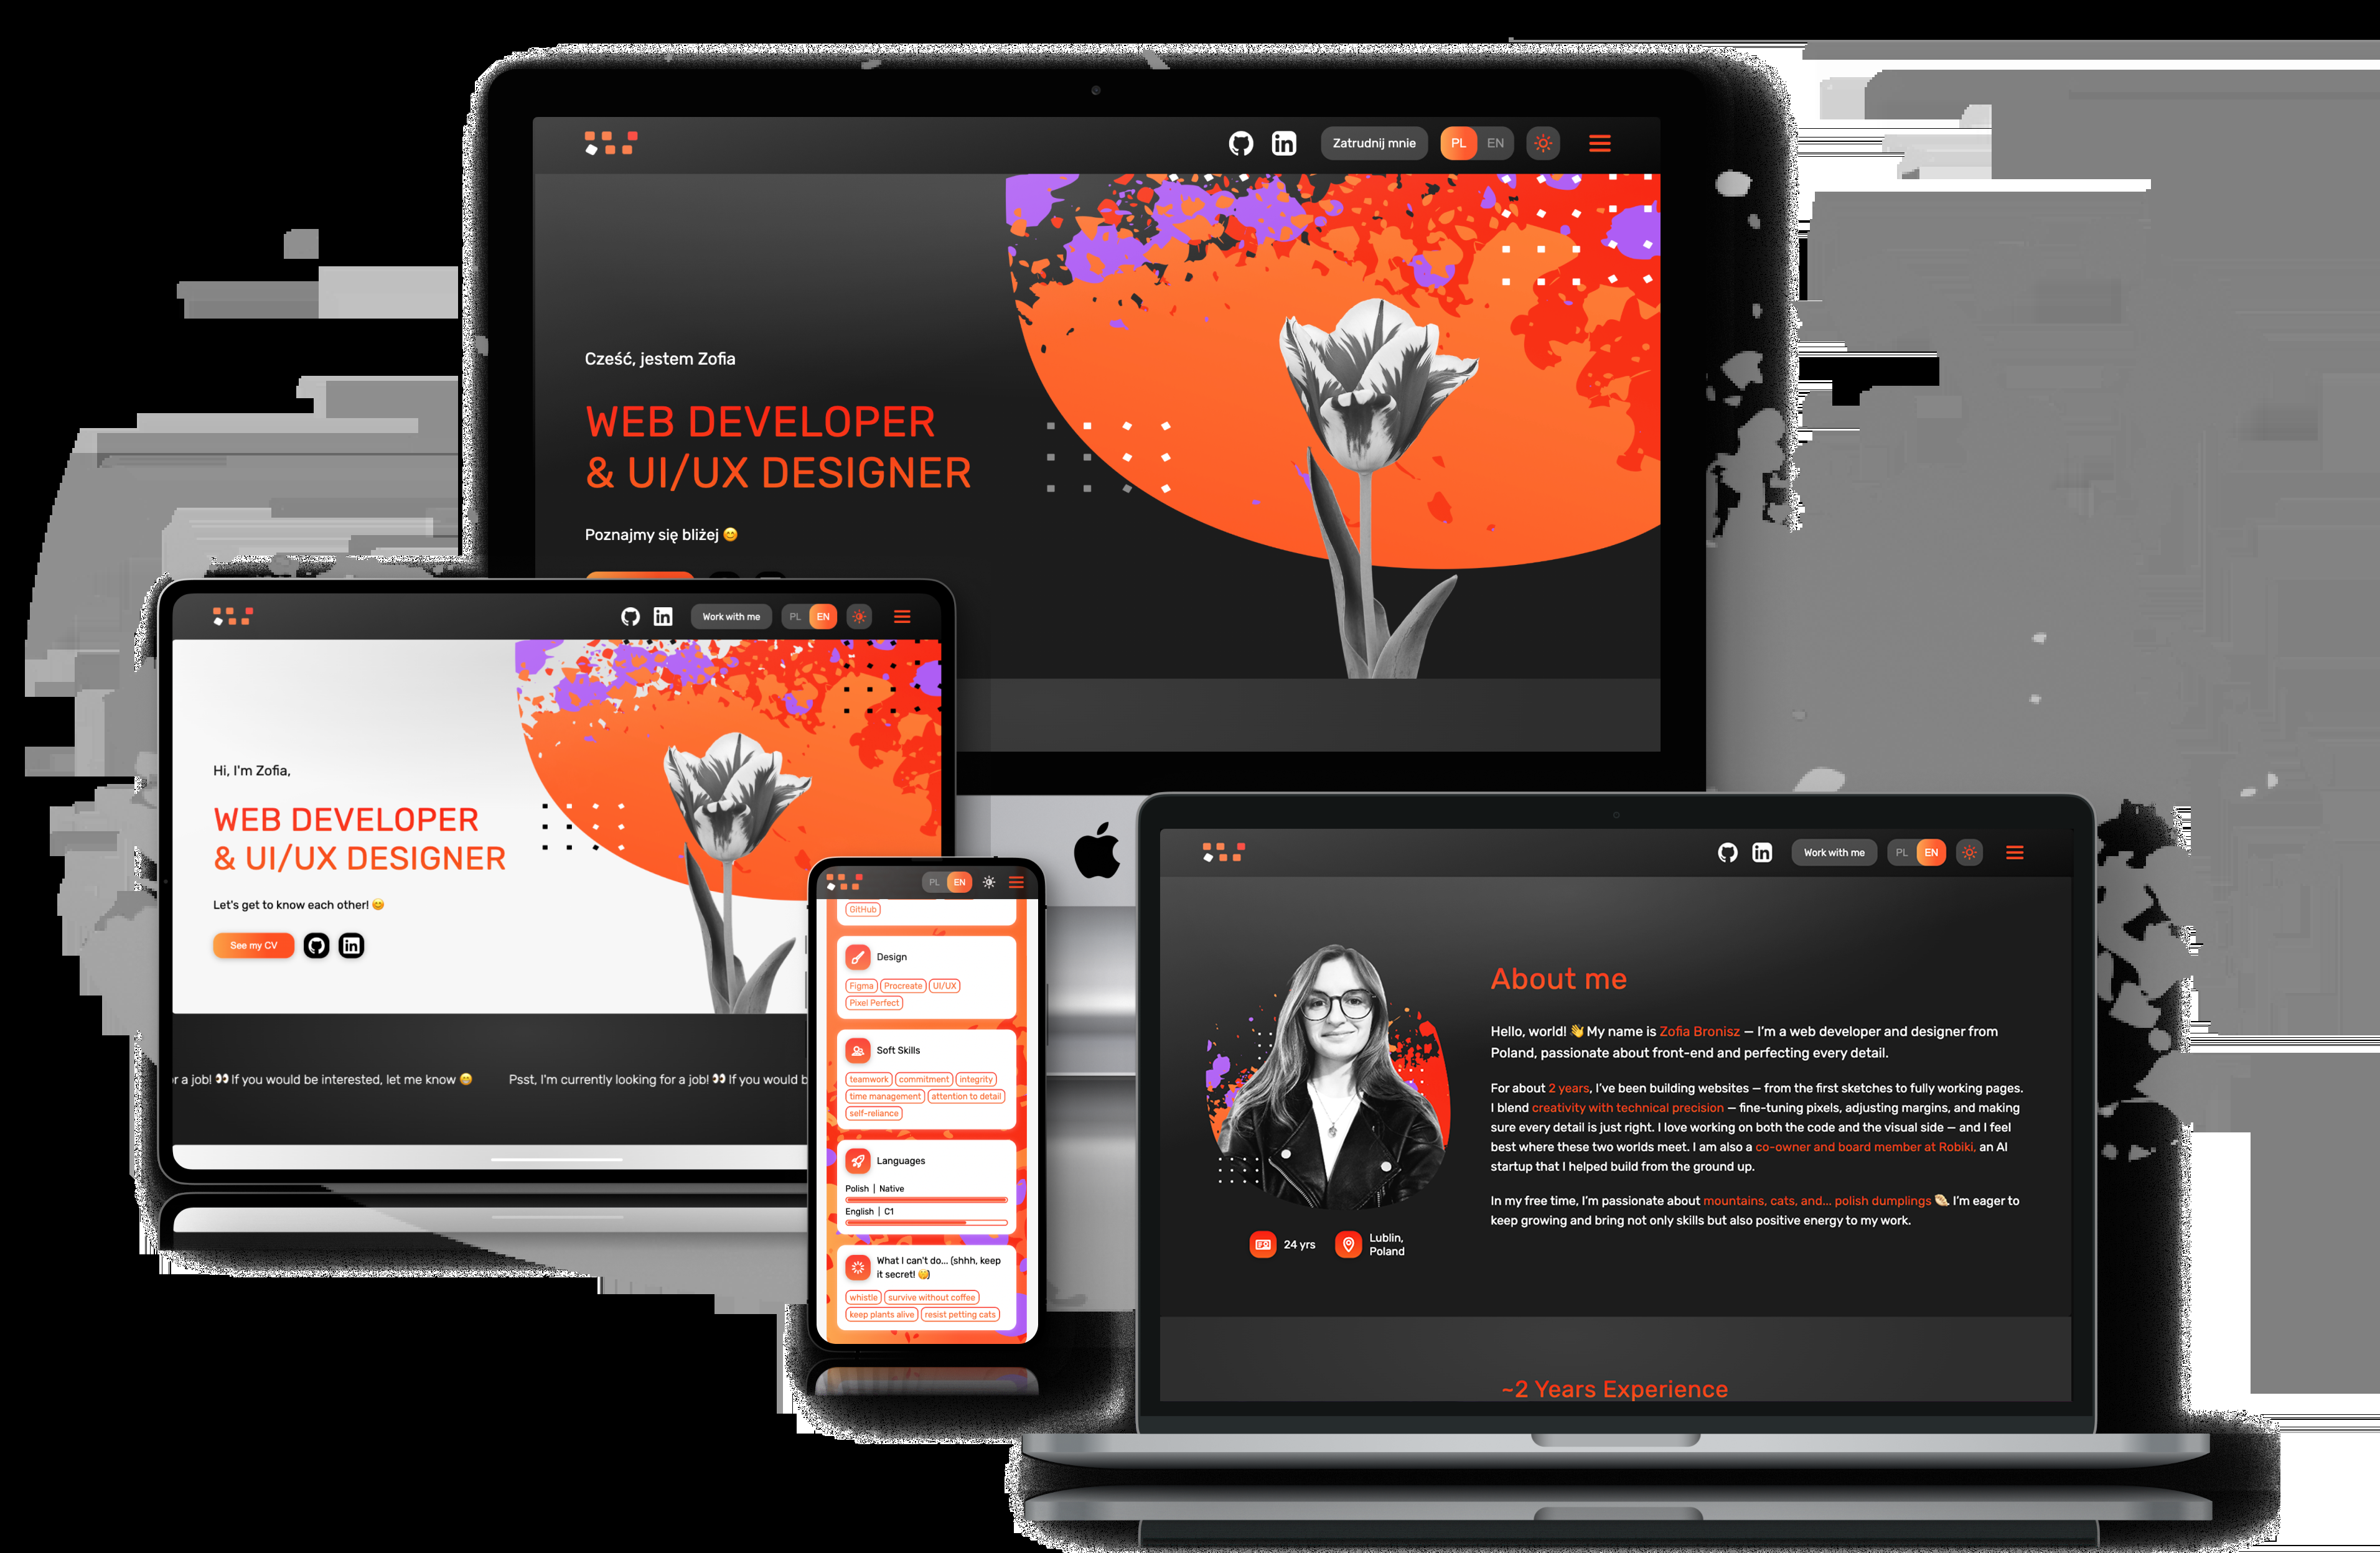 Zatrudnij mnie
PL EN
Cześć, jestem Zofia
WEB DEVELOPER
& UI/UX DESIGNER
Poznajmy się bliżej 😊
Work with me
PL EN
Hi, I'm Zofia,
WEB DEVELOPER
& UI/UX DESIGNER
Let's get to know each other! 😊
See my CV
r a job! 👀 If you would be interested, let me know 😁 Psst, I'm currently looking for a job! 👀 If you would b
PL EN
GitHub
Design
Figma Procreate UI/UX
Pixel Perfect
Soft Skills
teamwork commitment integrity
time management attention to detail
self-reliance
Languages
Polish | Native
English | C1
What I can't do... (shhh, keep
it secret! 🤫)
whistle survive without coffee
keep plants alive resist petting cats
Work with me
PL EN
About me
Hello, world! 👋 My name is Zofia Bronisz – I'm a web developer and designer from
Poland, passionate about front-end and perfecting every detail.
For about 2 years, I've been building websites – from the first sketches to fully working pages.
I blend creativity with technical precision – fine-tuning pixels, adjusting margins, and making
sure every detail is just right. I love working on both the code and the visual side – and I feel
best where these two worlds meet. I am also a co-owner and board member at Robiki, an AI
startup that I helped build from the ground up.
In my free time, I'm passionate about mountains, cats, and... polish dumplings 🥟. I'm eager to
keep growing and bring not only skills but also positive energy to my work.
24 yrs
Lublin,
Poland
~2 Years Experience